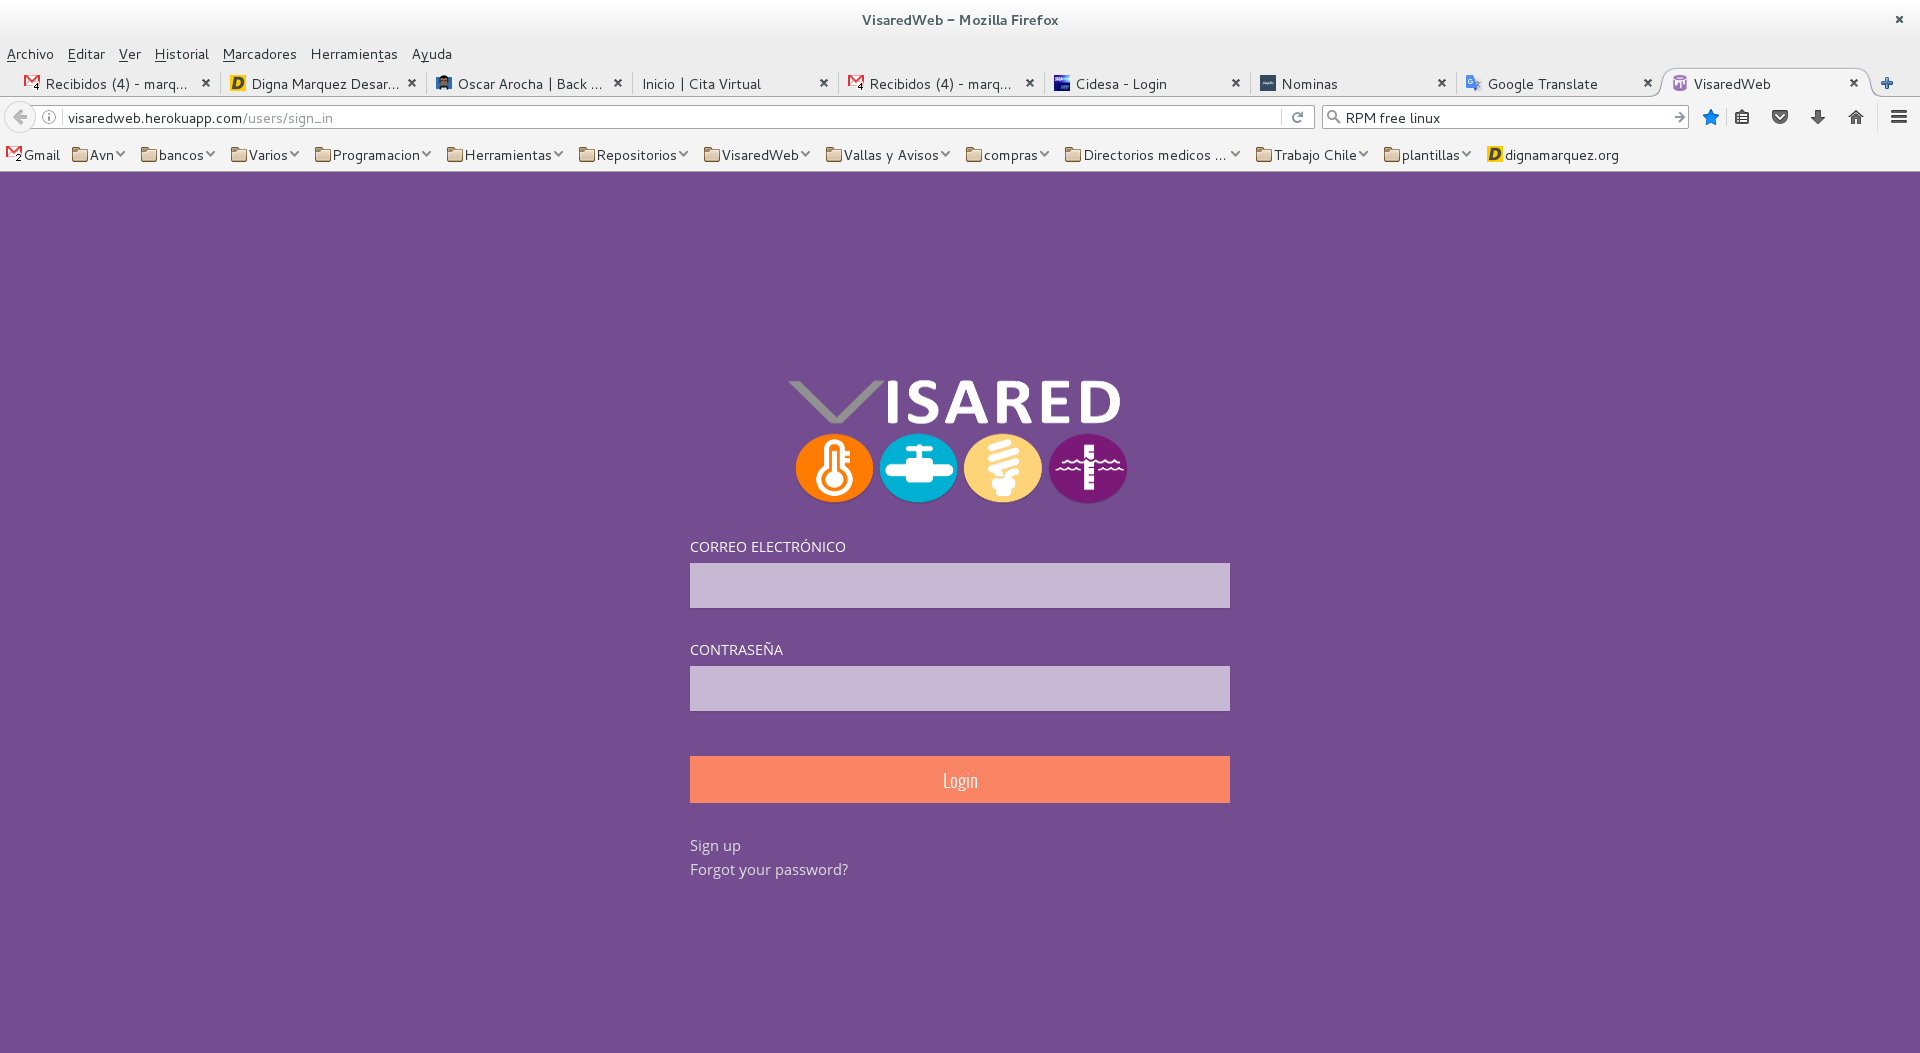 VisaredWeb – Mozilla Firefox
Archivo Editar Ver Historial Marcadores Herramientas Ayuda
Recibidos (4) - marq... Digna Marquez Desar... Oscar Arocha | Back ... Inicio | Cita Virtual Recibidos (4) - marq... Cidesa - Login Nominas Google Translate VisaredWeb
visaredweb.herokuapp.com/users/sign_in RPM free linux
Gmail Avn bancos Varios Programacion Herramientas Repositorios VisaredWeb Vallas y Avisos compras Directorios medicos ... Trabajo Chile plantillas dignamarquez.org
VISARED
CORREO ELECTRÓNICO
CONTRASEÑA
Login
Sign up
Forgot your password?